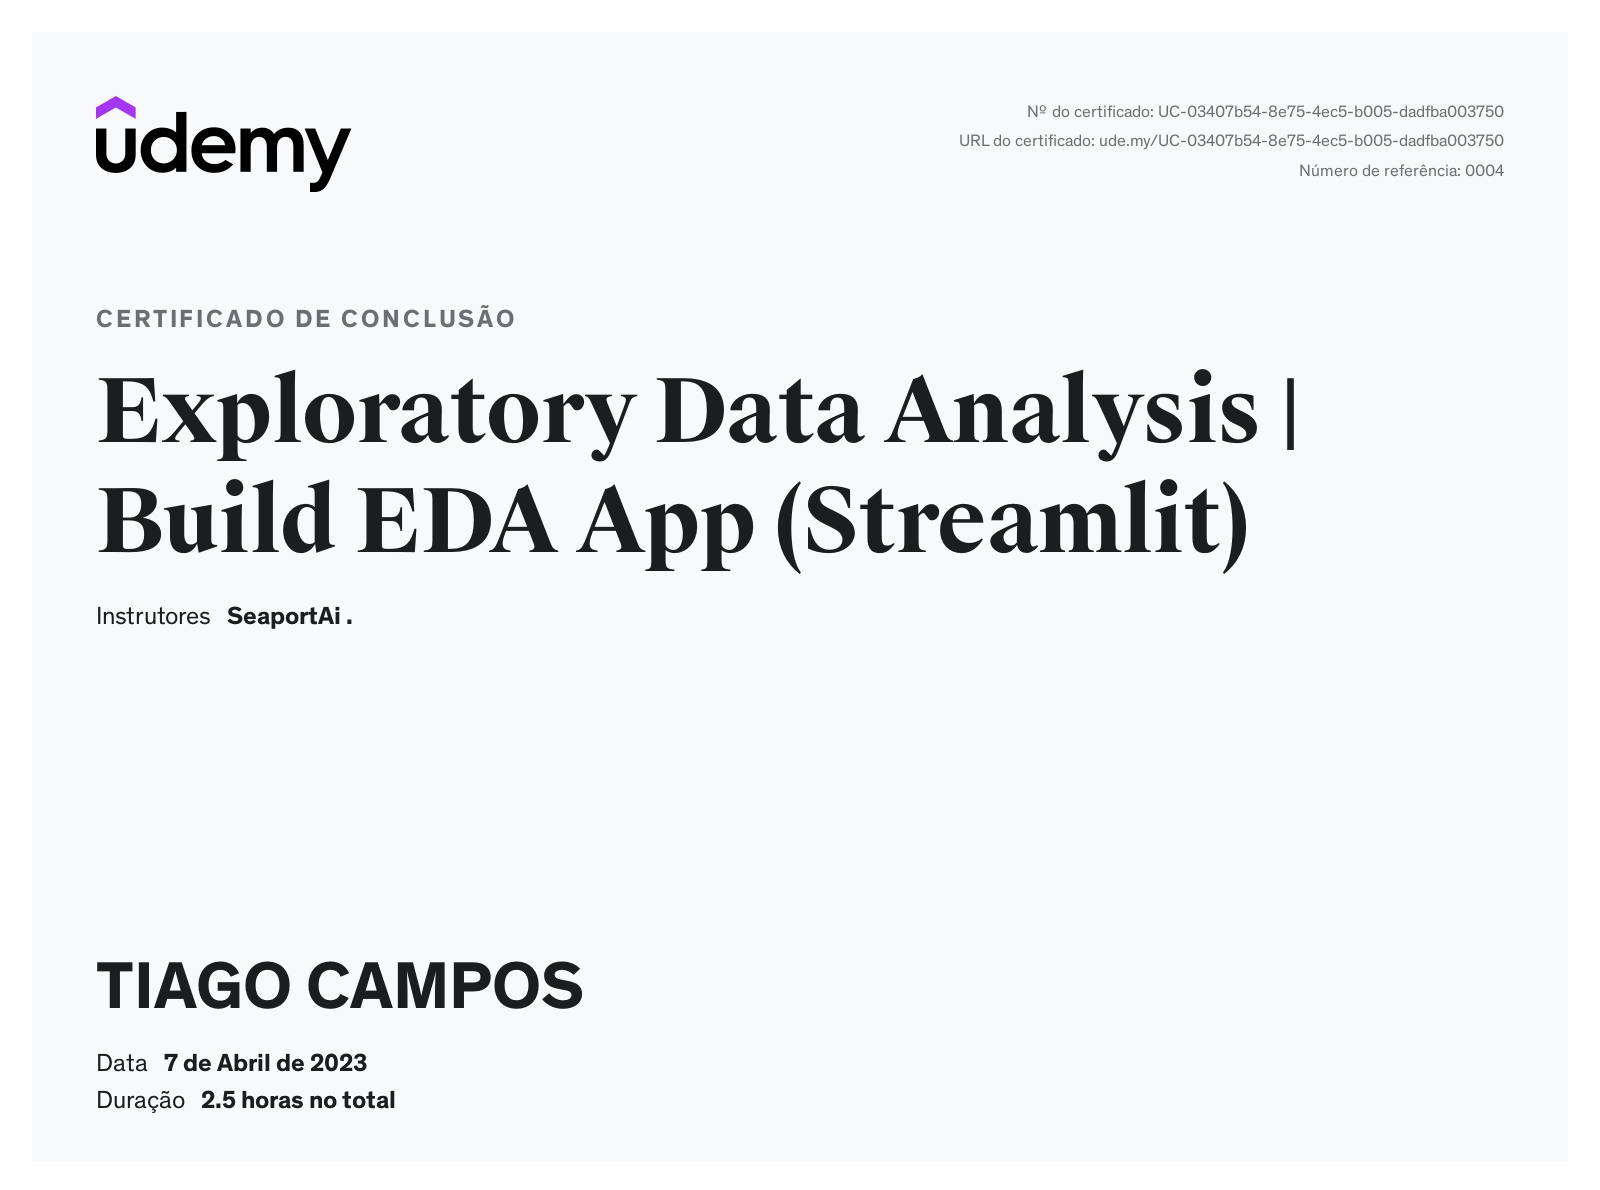 udemy
Nº do certificado: UC-03407b54-8e75-4ec5-b005-dadfba003750
URL do certificado: ude.my/UC-03407b54-8e75-4ec5-b005-dadfba003750
Número de referência: 0004
CERTIFICADO DE CONCLUSÃO
Exploratory Data Analysis |
Build EDA App (Streamlit)
Instrutores SeaportAi .
TIAGO CAMPOS
Data 7 de Abril de 2023
Duração 2.5 horas no total